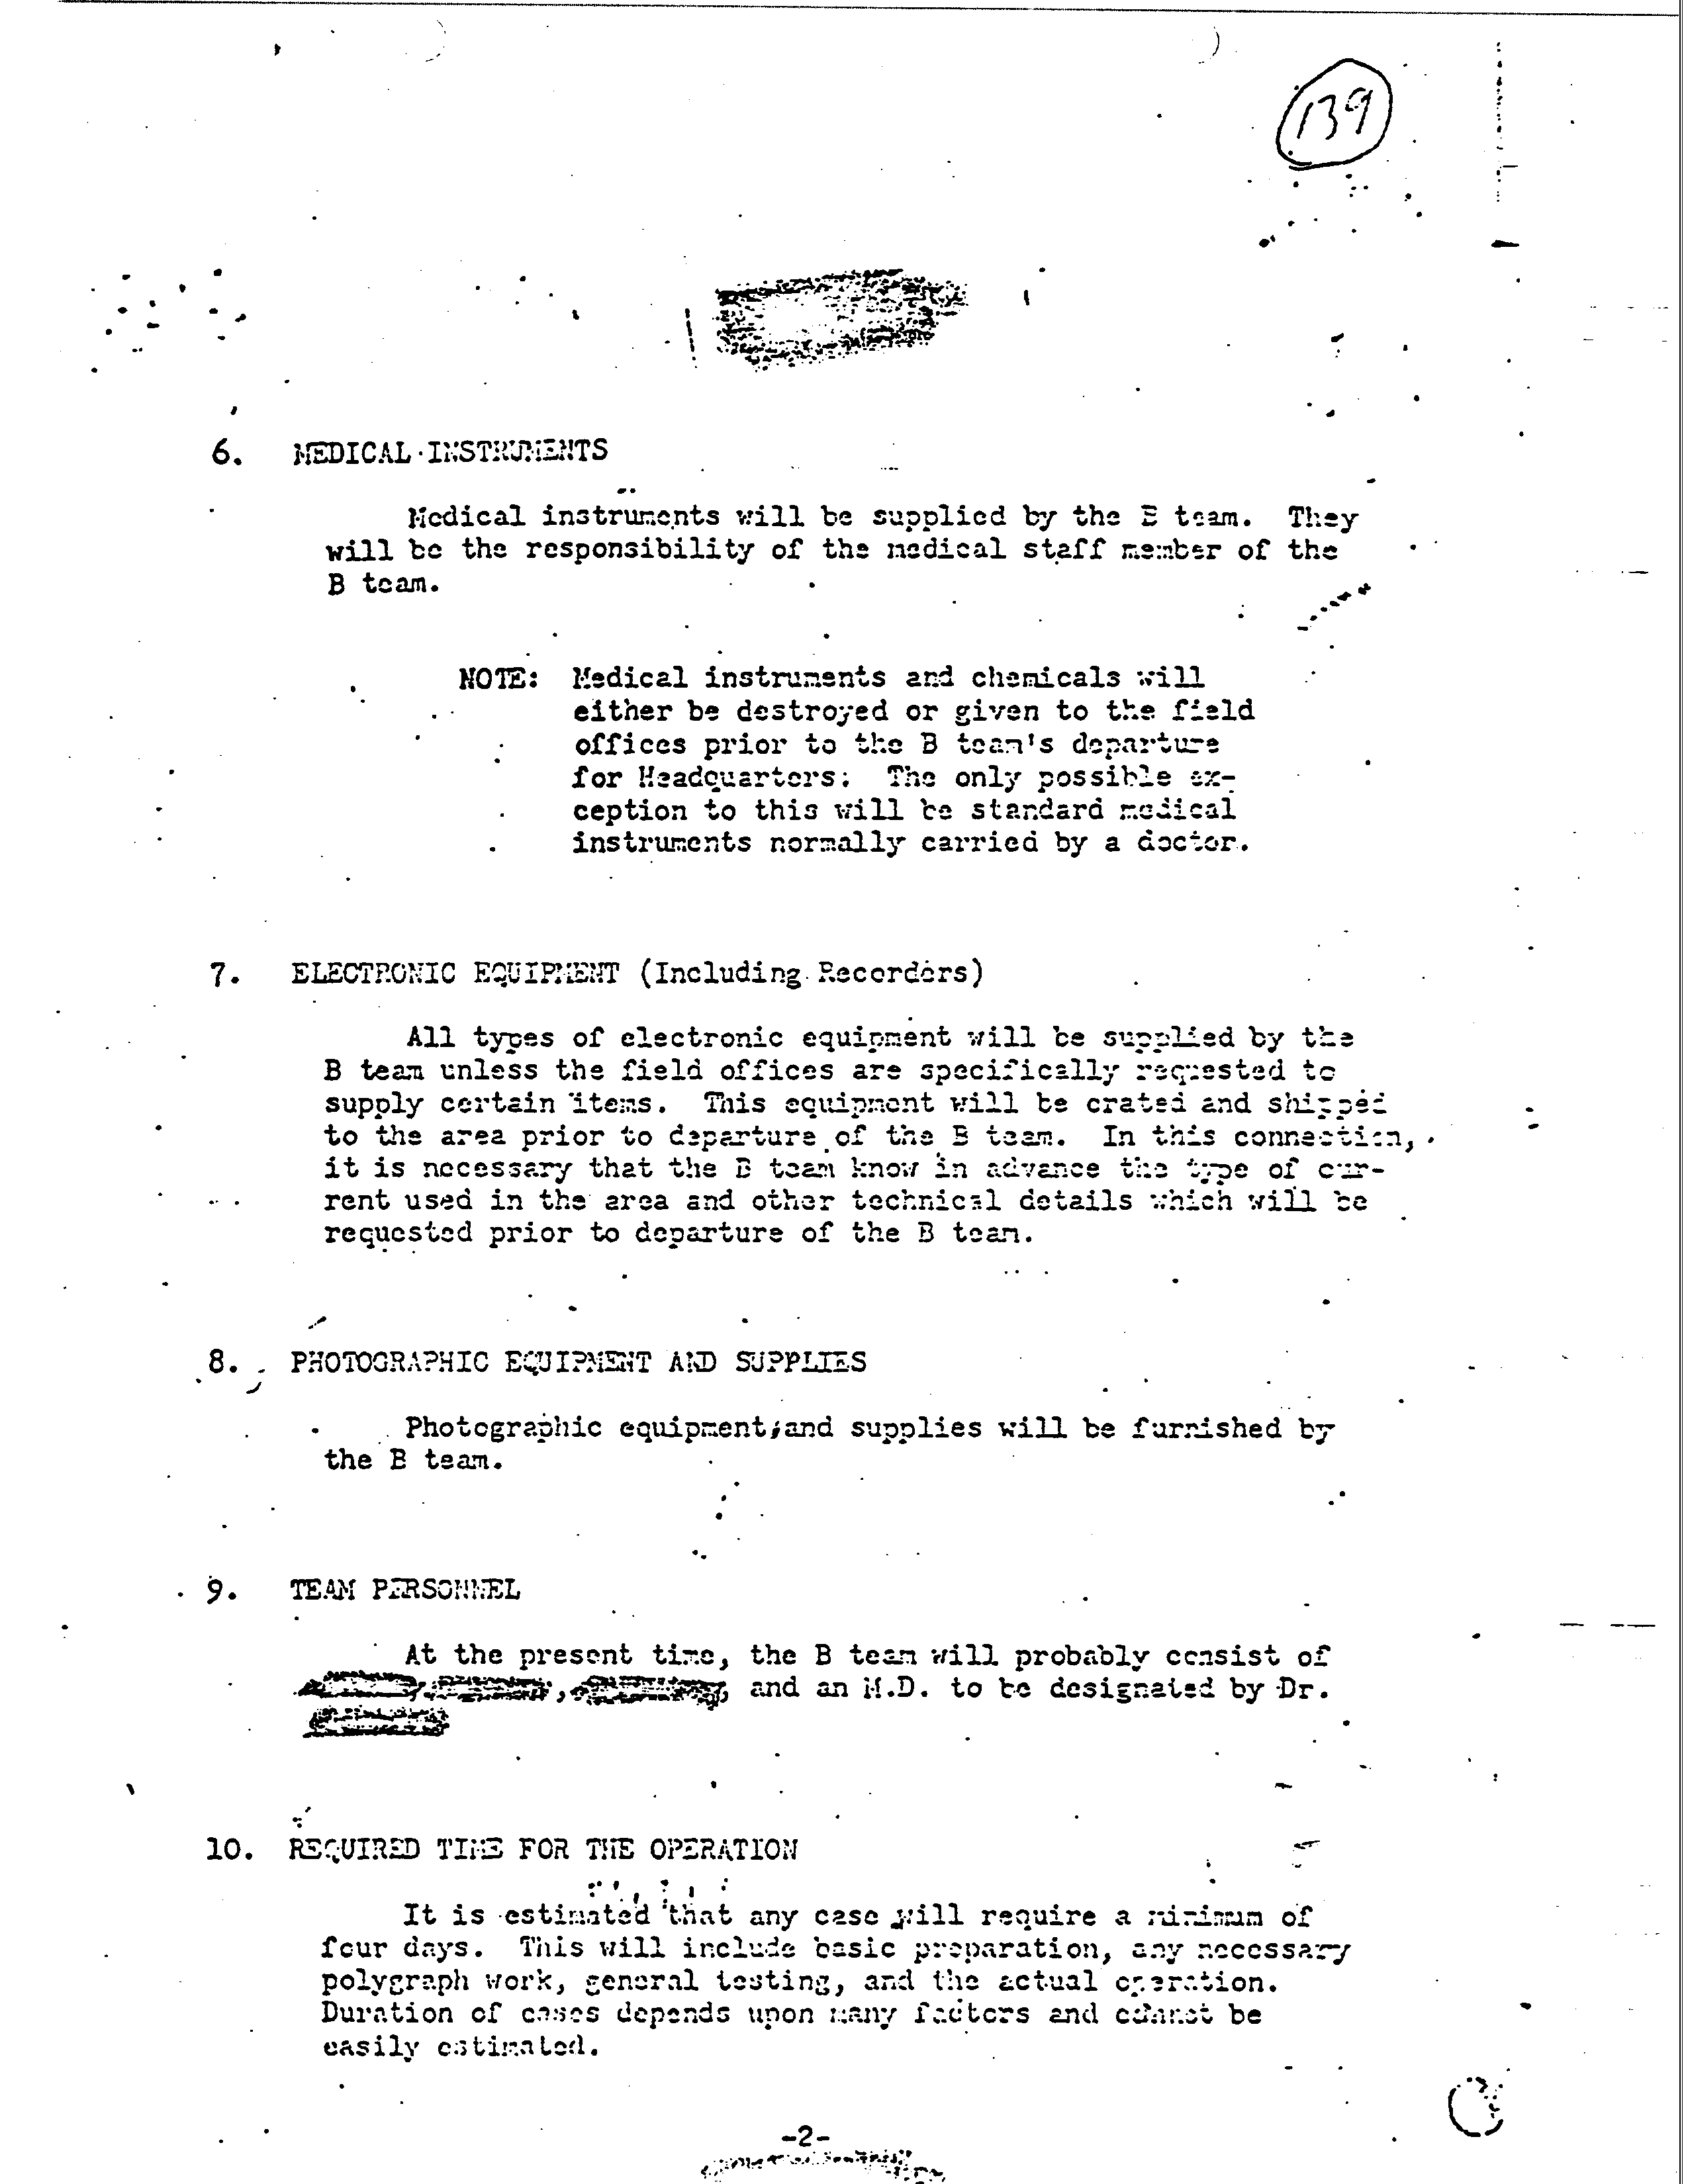 139
6. MEDICAL INSTRUMENTS
Medical instruments will be supplied by the B team. They
will be the responsibility of the medical staff member of the
B team.
NOTE: Medical instruments and chemicals will
either be destroyed or given to the field
offices prior to the B team's departure
for Headquarters. The only possible ex-
ception to this will be standard medical
instruments normally carried by a doctor.
7. ELECTRONIC EQUIPMENT (Including Recorders)
All types of electronic equipment will be supplied by the
B team unless the field offices are specifically requested to
supply certain items. This equipment will be crated and shipped
to the area prior to departure of the B team. In this connection,
it is necessary that the B team know in advance the type of cur-
rent used in the area and other technical details which will be
requested prior to departure of the B team.
8. PHOTOGRAPHIC EQUIPMENT AND SUPPLIES
Photographic equipment and supplies will be furnished by
the B team.
9. TEAM PERSONNEL
At the present time, the B team will probably consist of
, and an M.D. to be designated by Dr.
10. REQUIRED TIME FOR THE OPERATION
It is estimated that any case will require a minimum of
four days. This will include basic preparation, any necessary
polygraph work, general testing, and the actual operation.
Duration of cases depends upon many factors and cannot be
easily estimated.
-2-